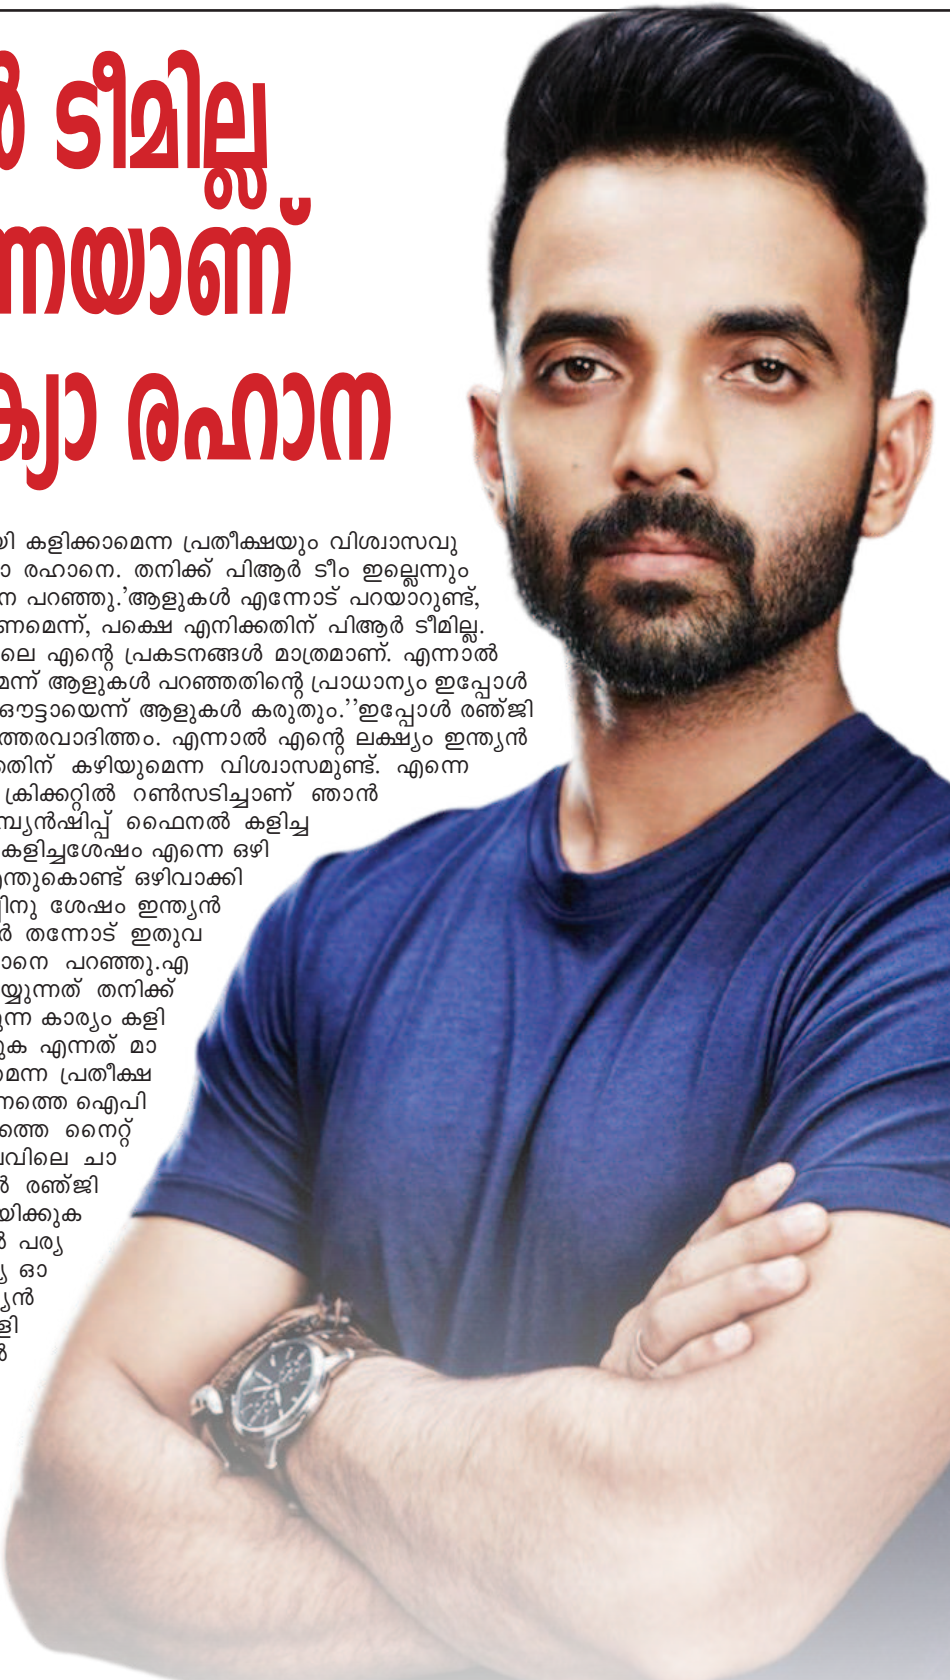 ടീമില്ല
നയാണ്
ക്യാ രഹാന
യി കളിക്കാമെന്ന പ്രതീക്ഷയും വിശ്വാസവു
ാ രഹാനെ. തനിക്ക് പിആർ ടീം ഇല്ലെന്നും
ന പറഞ്ഞു.'ആളുകൾ എന്നോട് പറയാറുണ്ട്,
ണമെന്ന്, പക്ഷെ എനിക്കതിന് പിആർ ടീമില്ല.
ലെ എന്റെ പ്രകടനങ്ങൾ മാത്രമാണ്. എന്നാൽ
മെന്ന് ആളുകൾ പറഞ്ഞതിന്റെ പ്രാധാന്യം ഇപ്പോൾ
ഔട്ടായെന്ന് ആളുകൾ കരുതും.''ഇപ്പോൾ രഞ്ജി
ത്തരവാദിത്തം. എന്നാൽ എന്റെ ലക്ഷ്യം ഇന്ത്യൻ
തിന് കഴിയുമെന്ന വിശ്വാസമുണ്ട്. എന്നെ
ക്രിക്കറ്റിൽ റൺസടിച്ചാണ് ഞാൻ
മ്പ്യൻഷിപ്പ് ഫൈനൽ കളിച്ച
കളിച്ചശേഷം എന്നെ ഒഴി
എന്തുകൊണ്ട് ഒഴിവാക്കി
ിനു ശേഷം ഇന്ത്യൻ
ർ തന്നോട് ഇതുവ
ാനെ പറഞ്ഞു.എ
യ്യുന്നത് തനിക്ക്
ുന്ന കാര്യം കളി
ുക എന്നത് മാ
മെന്ന പ്രതീക്ഷ
നത്തെ ഐപി
ത്തെ നൈറ്റ്
വിലെ ചാ
ൽ രഞ്ജി
യിക്കുക
ൽ പര്യ
ഓ
്യൻ
ളി